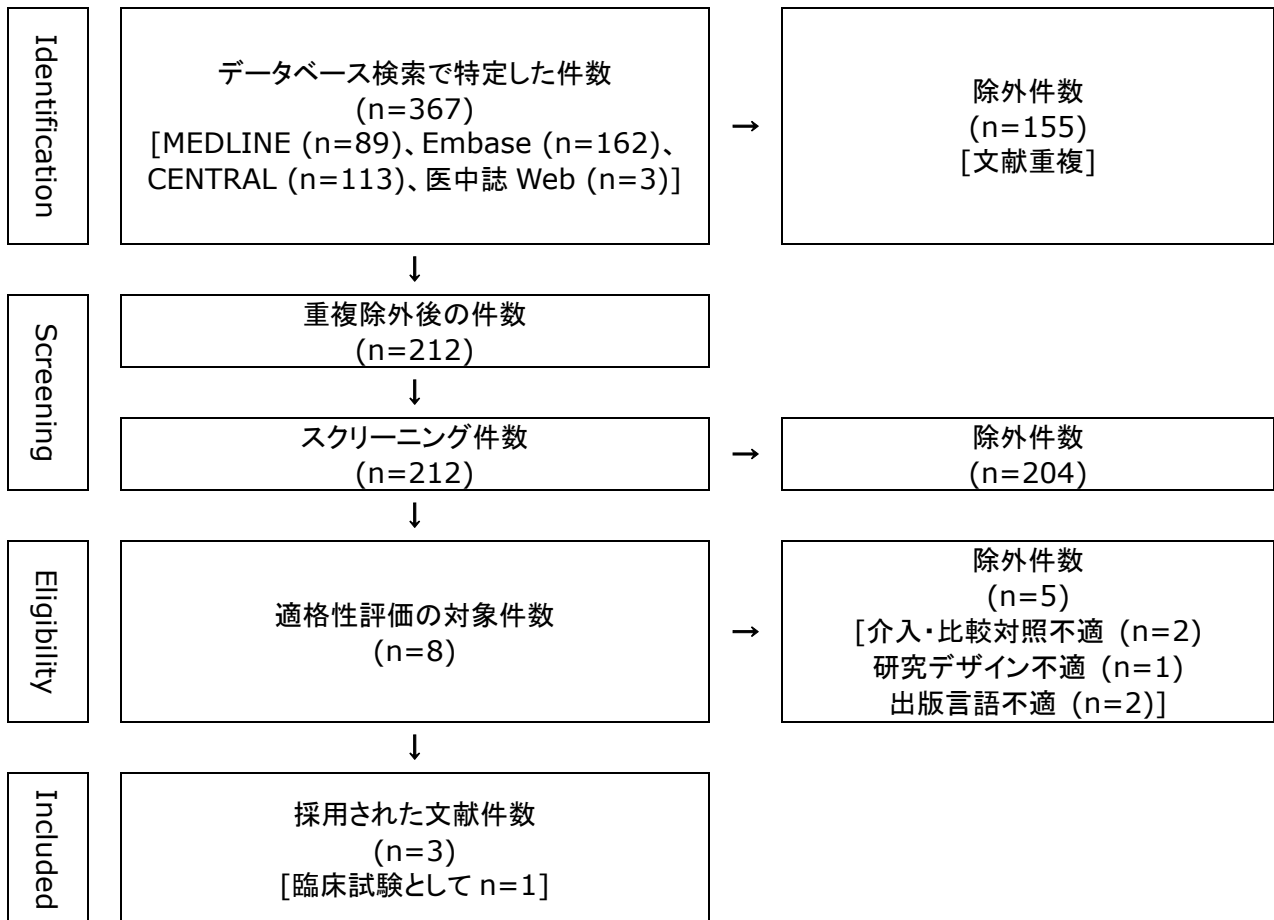 Identification
データベース検索で特定した件数
(n=367)
[MEDLINE (n=89)、Embase (n=162)、
CENTRAL (n=113)、医中誌 Web (n=3)]
→
除外件数
(n=155)
[文献重複]
↓
Screening
重複除外後の件数
(n=212)
↓
スクリーニング件数
(n=212)
→
除外件数
(n=204)
↓
Eligibility
適格性評価の対象件数
(n=8)
→
除外件数
(n=5)
[介入・比較対照不適 (n=2)
研究デザイン不適 (n=1)
出版言語不適 (n=2)]
↓
Included
採用された文献件数
(n=3)
[臨床試験として n=1]